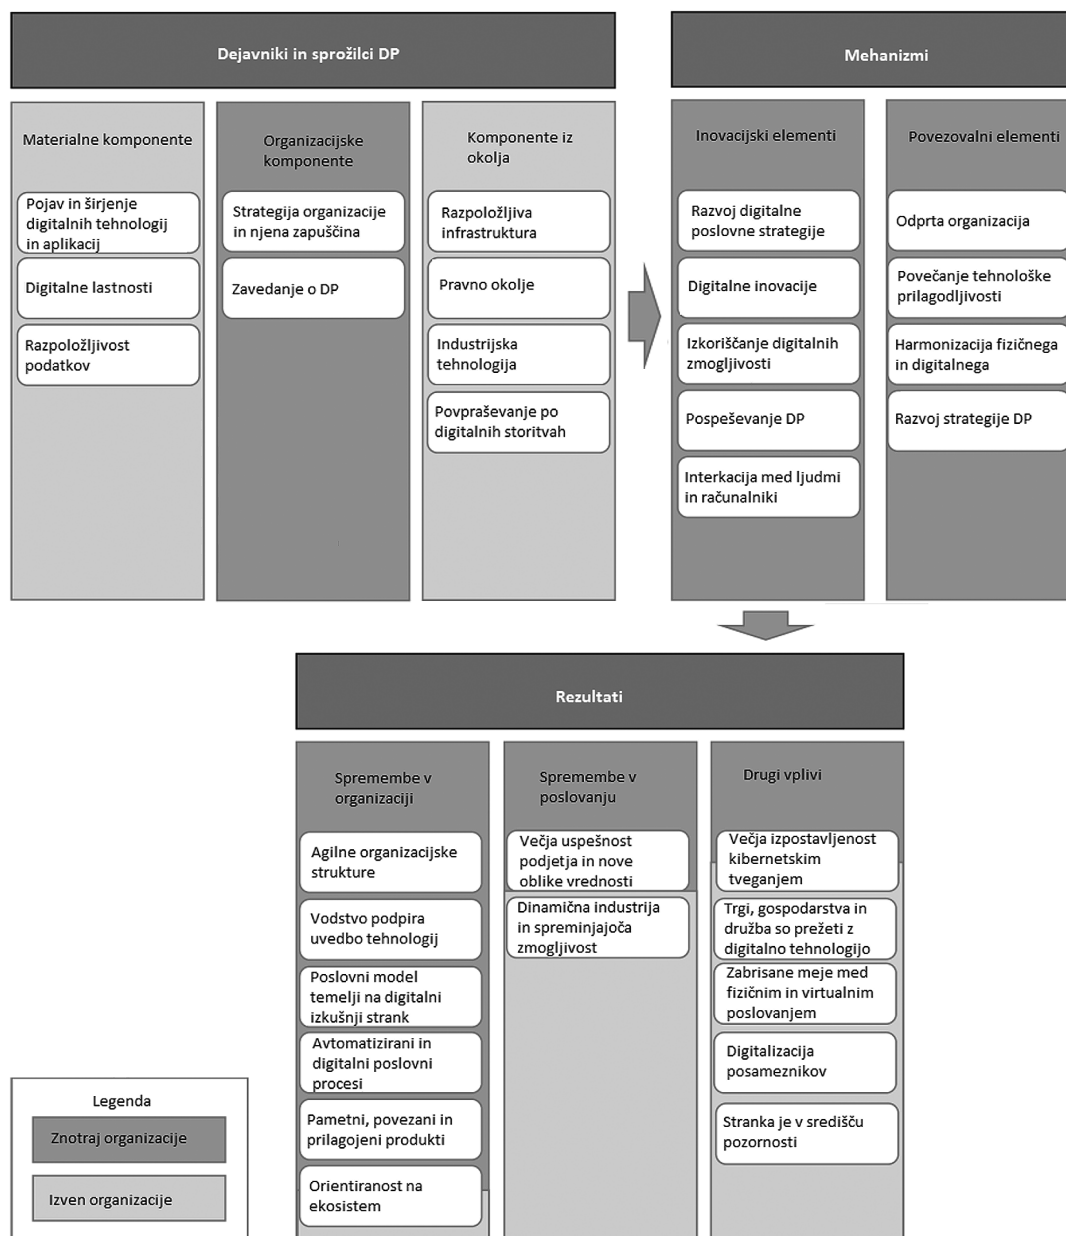 Dejavniki in sprožilci DP
Materialne komponente
Pojav in širjenje
digitalnih tehnologij
in aplikacij
Digitalne lastnosti
Razpoložljivost
podatkov
Organizacijske
komponente
Strategija organizacije
in njena zapuščina
Zavedanje o DP
Komponente iz
okolja
Razpoložljiva
infrastruktura
Pravno okolje
Industrijska
tehnologija
Povpraševanje po
digitalnih storitvah
Mehanizmi
Inovacijski elementi
Razvoj digitalne
poslovne strategije
Digitalne inovacije
Izkoriščanje digitalnih
zmogljivosti
Pospeševanje DP
Interkacija med ljudmi
in računalniki
Povezovalni elementi
Odprta organizacija
Povečanje tehnološke
prilagodljivosti
Harmonizacija fizičnega
in digitalnega
Razvoj strategije DP
Rezultati
Spremembe v
organizaciji
Agilne organizacijske
strukture
Vodstvo podpira
uvedbo tehnologij
Poslovni model
temelji na digitalni
izkušnji strank
Avtomatizirani in
digitalni poslovni
procesi
Pametni, povezani in
prilagojeni produkti
Orientiranost na
ekosistem
Spremembe v
poslovanju
Večja uspešnost
podjetja in nove
oblike vrednosti
Dinamična industrija
in spreminjajoča
zmogljivost
Drugi vplivi
Večja izpostavljenost
kibernetskim
tveganjem
Trgi, gospodarstva in
družba so prežeti z
digitalno tehnologijo
Zabrisane meje med
fizičnim in virtualnim
poslovanjem
Digitalizacija
posameznikov
Stranka je v središču
pozornosti
Legenda
Znotraj organizacije
Izven organizacije